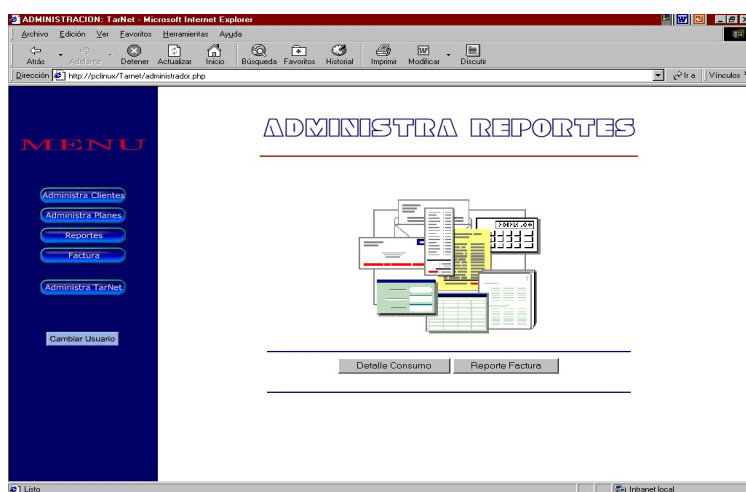 ADMINISTRACION: TarNet - Microsoft Internet Explorer
Archivo Edición Ver Favoritos Herramientas Ayuda
Atrás Adelante Detener Actualizar Inicio Búsqueda Favoritos Historial Imprimir Modificar Discutir
Dirección http://pclinux/Tarnet/administrador.php Ir a Vínculos
MENU
Administra Clientes
Administra Planes
Reportes
Factura
Administra TarNet
Cambiar Usuario
ADMINISTRA REPORTES
Detalle Consumo Reporte Factura
Listo Intranet local